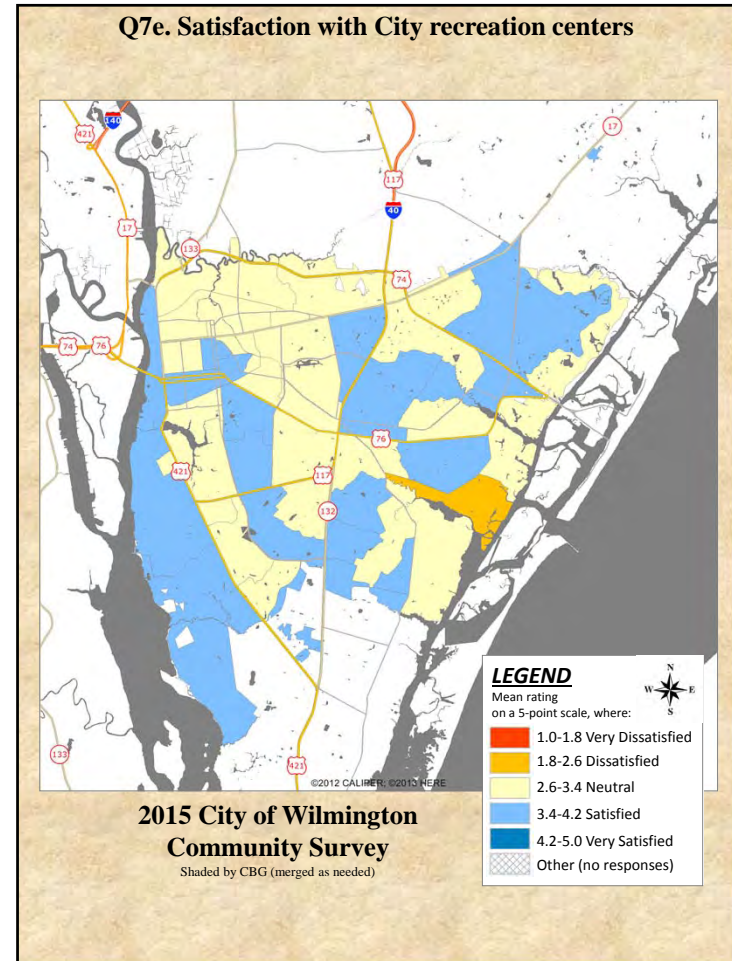 Q7e. Satisfaction with City recreation centers
140
421
17
117
40
17
133
74
74
76
76
421
117
132
133
421
©2012 CALIPER; ©2013 HERE
LEGEND
Mean rating
on a 5-point scale, where:
N
W E
S
1.0-1.8 Very Dissatisfied
1.8-2.6 Dissatisfied
2.6-3.4 Neutral
3.4-4.2 Satisfied
4.2-5.0 Very Satisfied
Other (no responses)
2015 City of Wilmington
Community Survey
Shaded by CBG (merged as needed)